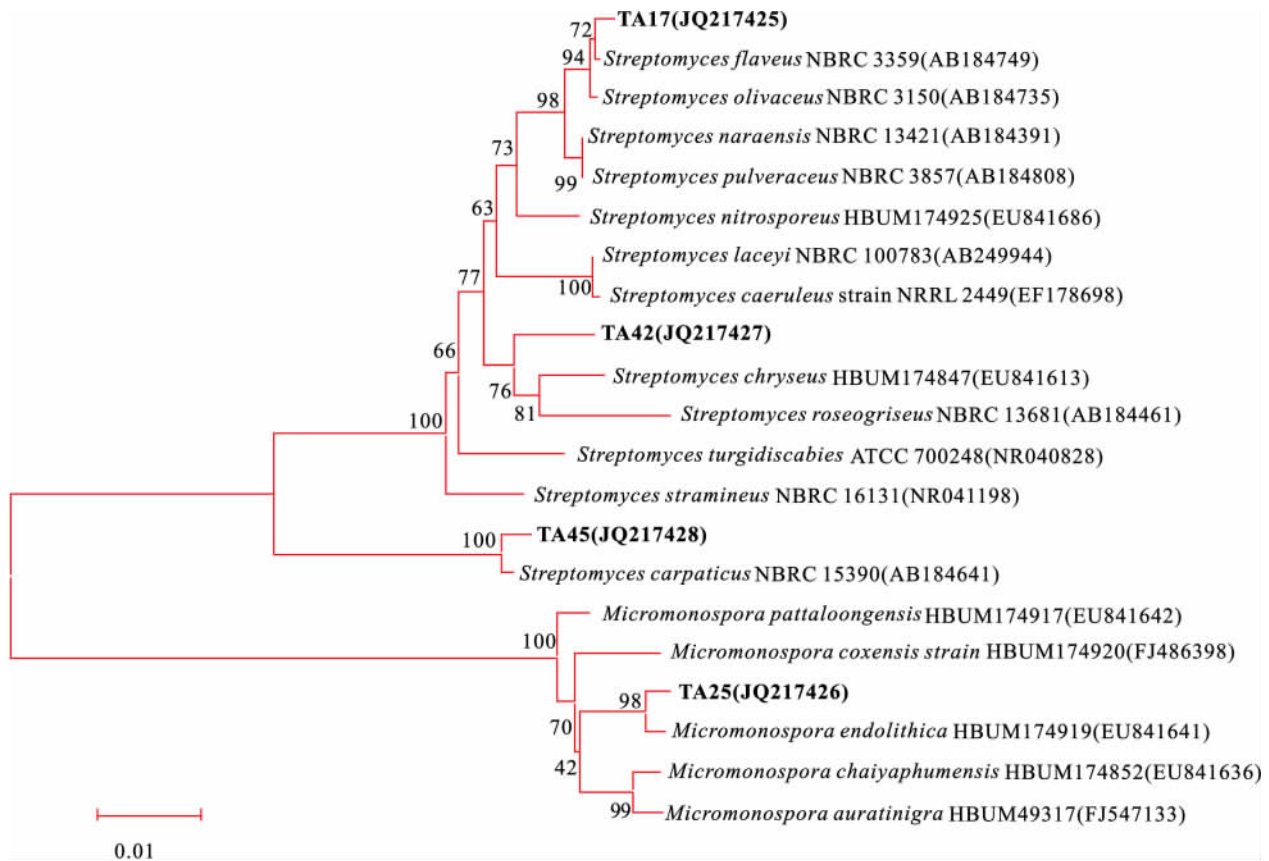 TA17(JQ217425)
72
Streptomyces flaveus NBRC 3359(AB184749)
94
Streptomyces olivaceus NBRC 3150(AB184735)
98
Streptomyces naraensis NBRC 13421(AB184391)
73
Streptomyces pulveraceus NBRC 3857(AB184808)
99
Streptomyces nitrosporeus HBUM174925(EU841686)
63
Streptomyces laceyi NBRC 100783(AB249944)
77
100
Streptomyces caeruleus strain NRRL 2449(EF178698)
TA42(JQ217427)
66
Streptomyces chryseus HBUM174847(EU841613)
76
81
Streptomyces roseogriseus NBRC 13681(AB184461)
100
Streptomyces turgidiscabies ATCC 700248(NR040828)
Streptomyces stramineus NBRC 16131(NR041198)
TA45(JQ217428)
100
Streptomyces carpaticus NBRC 15390(AB184641)
Micromonospora pattaloongensis HBUM174917(EU841642)
100
Micromonospora coxensis strain HBUM174920(FJ486398)
TA25(JQ217426)
98
70
Micromonospora endolithica HBUM174919(EU841641)
42
Micromonospora chaiyaphumensis HBUM174852(EU841636)
99
Micromonospora auratinigra HBUM49317(FJ547133)
0.01